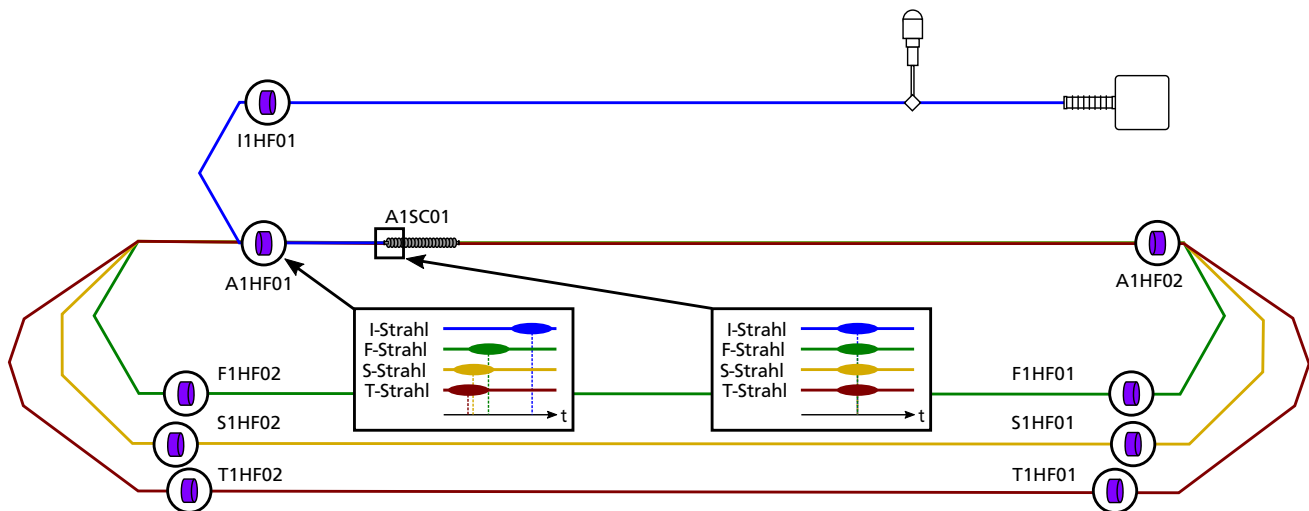 I1HF01
A1SC01
A1HF01
A1HF02
I-Strahl
F-Strahl
S-Strahl
T-Strahl
t
I-Strahl
F-Strahl
S-Strahl
T-Strahl
t
F1HF02
F1HF01
S1HF02
S1HF01
T1HF02
T1HF01